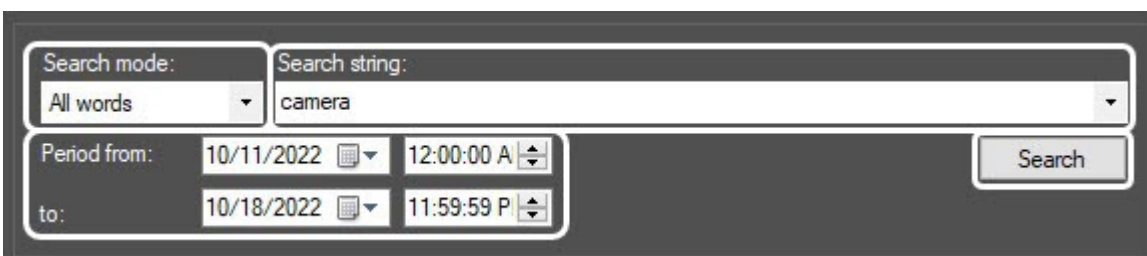 Search mode: Search string:
All words camera
Period from: 10/11/2022 12:00:00 A
Search
to: 10/18/2022 11:59:59 P